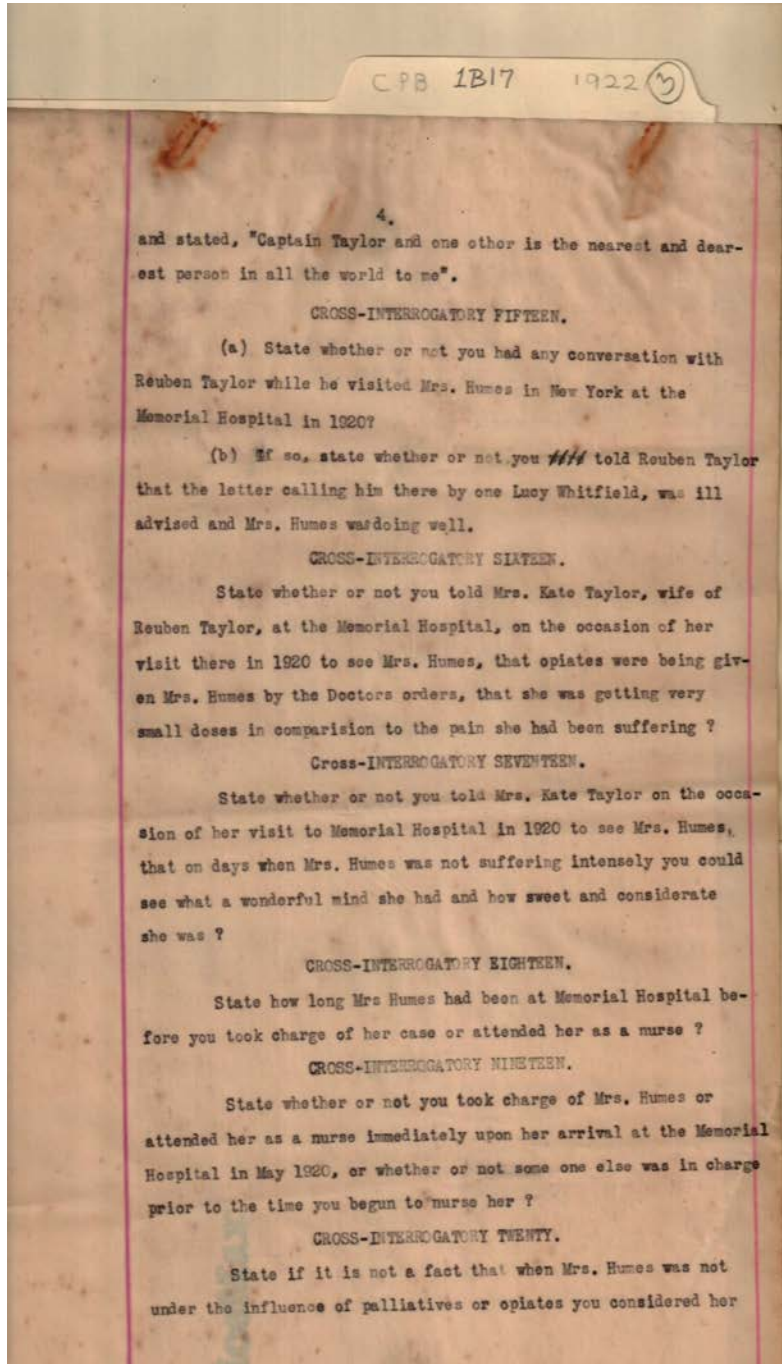 CPB 1B17 1922 3
4.
and stated, "Captain Taylor and one other is the nearest and dear-
est person in all the world to me".
CROSS-INTERROGATORY FIFTEEN.
(a) State whether or not you had any conversation with
Reuben Taylor while he visited Mrs. Humes in New York at the
Memorial Hospital in 1920?
(b) If so, state whether or not you told Reuben Taylor
that the letter calling him there by one Lucy Whitfield, was ill
advised and Mrs. Humes wasdoing well.
CROSS-INTERROGATORY SIXTEEN.
State whether or not you told Mrs. Kate Taylor, wife of
Reuben Taylor, at the Memorial Hospital, on the occasion of her
visit there in 1920 to see Mrs. Humes, that opiates were being giv-
en Mrs. Humes by the Doctors orders, that she was getting very
small doses in comparision to the pain she had been suffering ?
Cross-INTERROGATORY SEVENTEEN.
State whether or not you told Mrs. Kate Taylor on the occa-
sion of her visit to Memorial Hospital in 1920 to see Mrs. Humes,
that on days when Mrs. Humes was not suffering intensely you could
see what a wonderful mind she had and how sweet and considerate
she was ?
CROSS-INTERROGATORY EIGHTEEN.
State how long Mrs Humes had been at Memorial Hospital be-
fore you took charge of her case or attended her as a nurse ?
CROSS-INTERROGATORY NINETEEN.
State whether or not you took charge of Mrs. Humes or
attended her as a nurse immediately upon her arrival at the Memorial
Hospital in May 1920, or whether or not some one else was in charge
prior to the time you begun to nurse her ?
CROSS-INTERROGATORY TWENTY.
State if it is not a fact that when Mrs. Humes was not
under the influence of palliatives or opiates you considered her